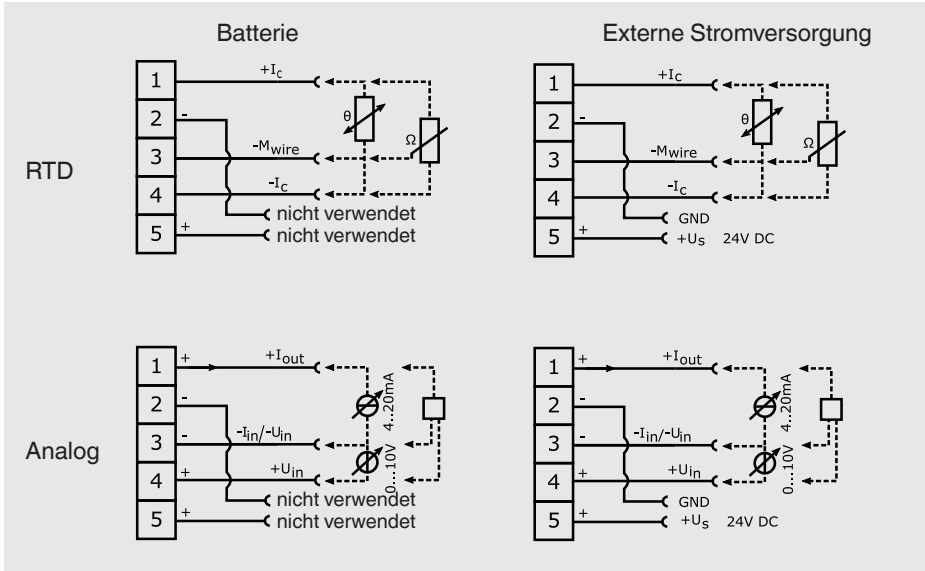 Batterie
Externe Stromversorgung
RTD
1 +Ic
2 -
3 -Mwire
4 -Ic
nicht verwendet
5 + nicht verwendet
θ
Ω
1 +Ic
2 -
3 -Mwire
4 -Ic
GND
5 + +Us 24V DC
θ
Ω
Analog
1 + +Iout
2 -
3 - -Iin/-Uin
4 + +Uin
nicht verwendet
5 + nicht verwendet
4..20mA
0...10V
1 + +Iout
2 -
3 - -Iin/-Uin
4 + +Uin
GND
5 + +Us 24V DC
4..20mA
0...10V